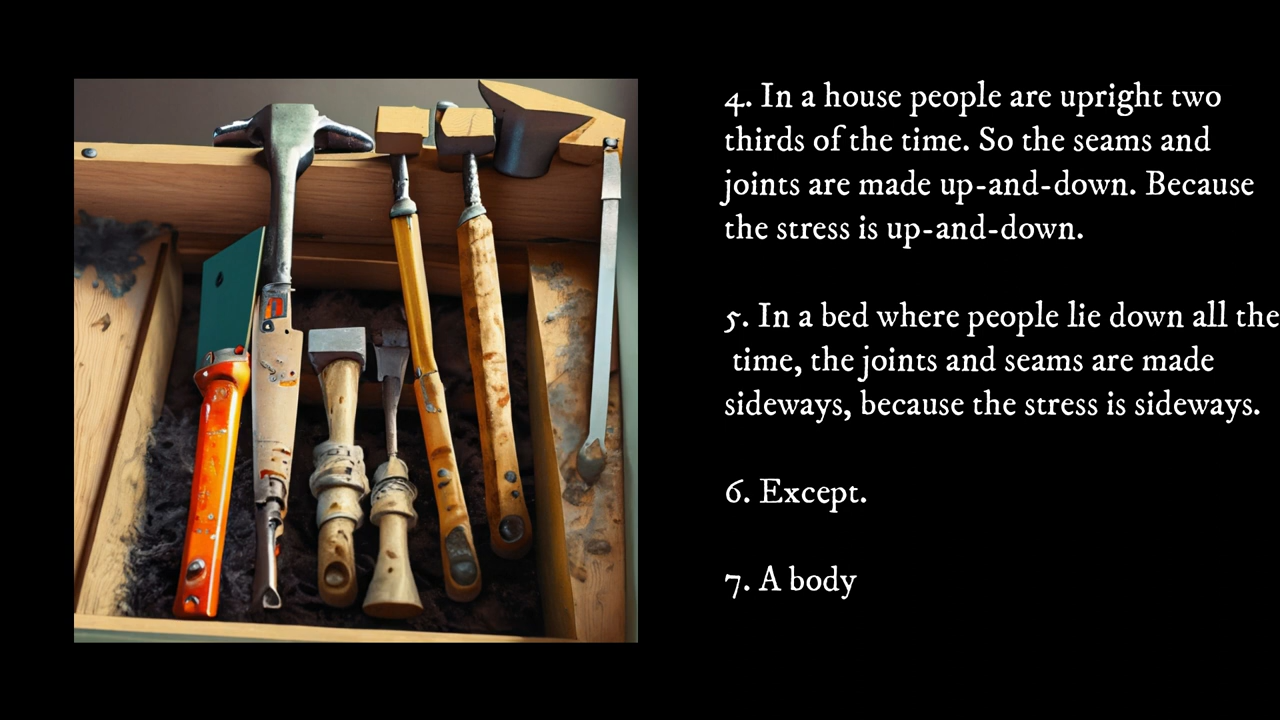 4. In a house people are upright two
thirds of the time. So the seams and
joints are made up-and-down. Because
the stress is up-and-down.
5. In a bed where people lie down all the
time, the joints and seams are made
sideways, because the stress is sideways.
6. Except.
7. A body